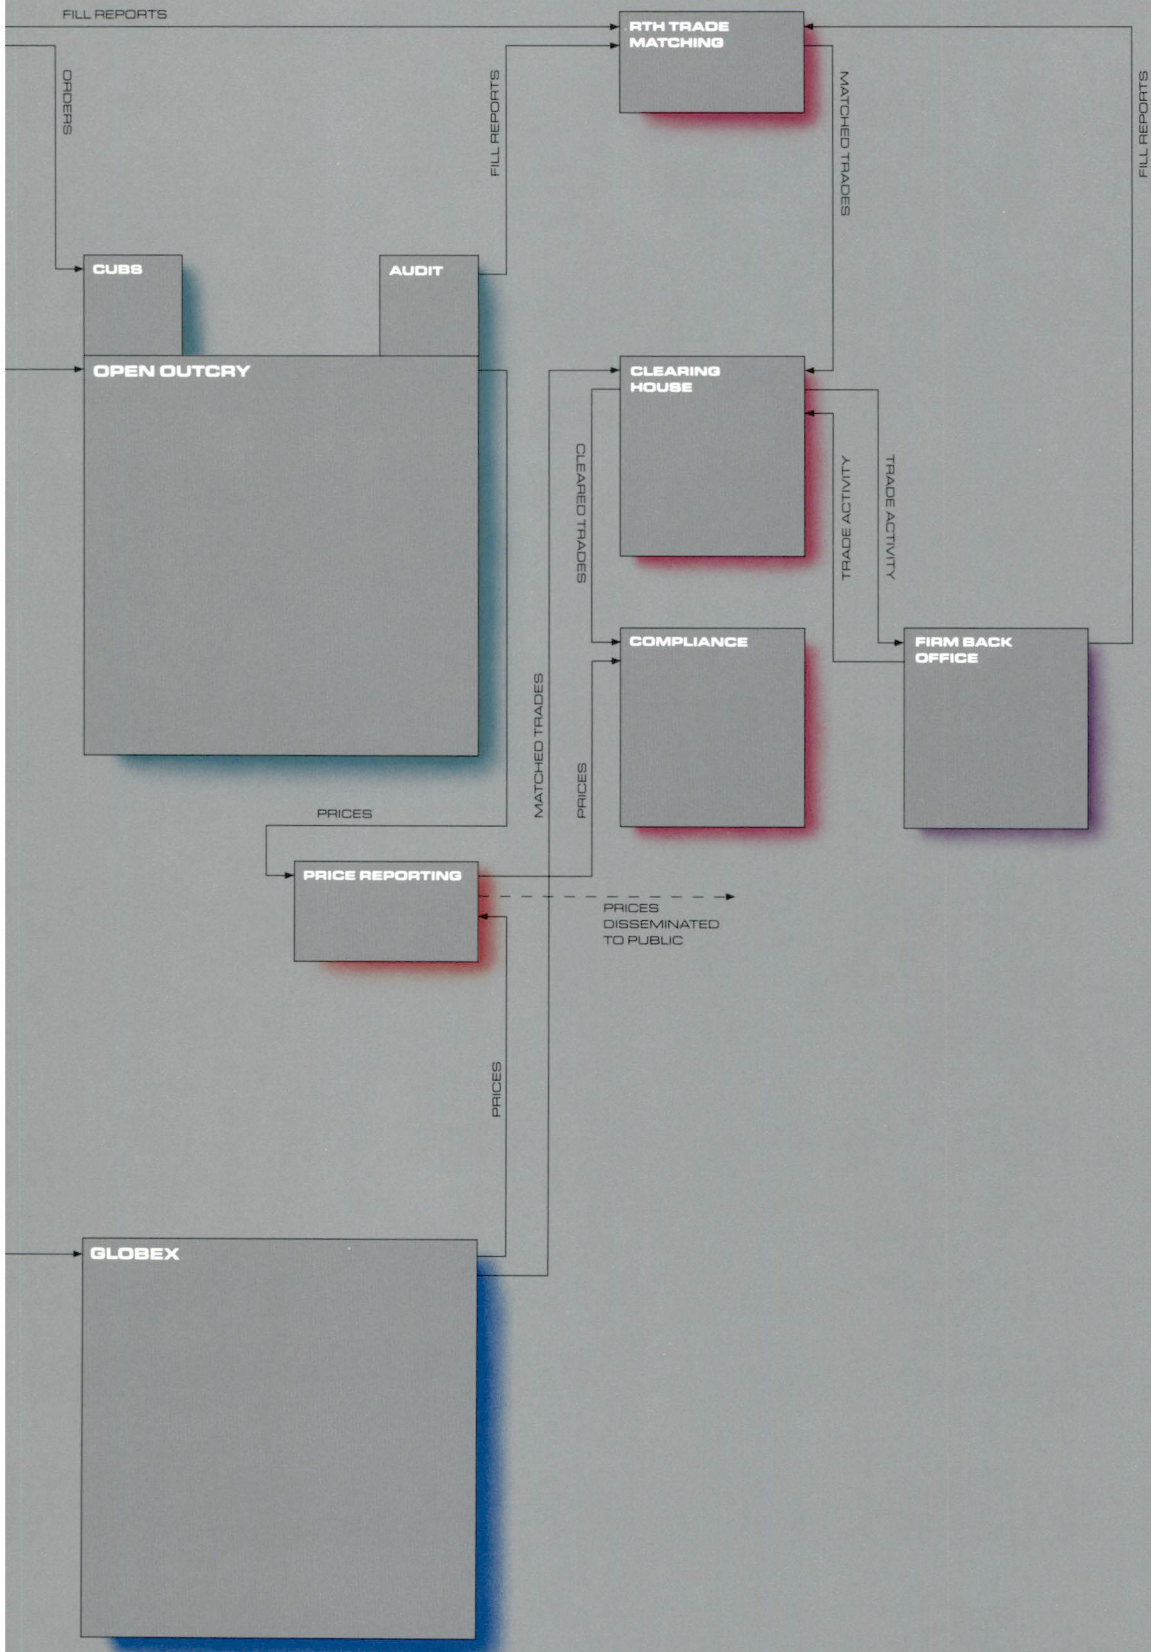 FILL REPORTS
ORDERS
FILL REPORTS
RTH TRADE
MATCHING
MATCHED TRADES
FILL REPORTS
CUBS
AUDIT
OPEN OUTCRY
CLEARING
HOUSE
CLEARED TRADES
TRADE ACTIVITY
TRADE ACTIVITY
COMPLIANCE
FIRM BACK
OFFICE
MATCHED TRADES
PRICES
PRICES
PRICE REPORTING
PRICES
DISSEMINATED
TO PUBLIC
PRICES
GLOBEX